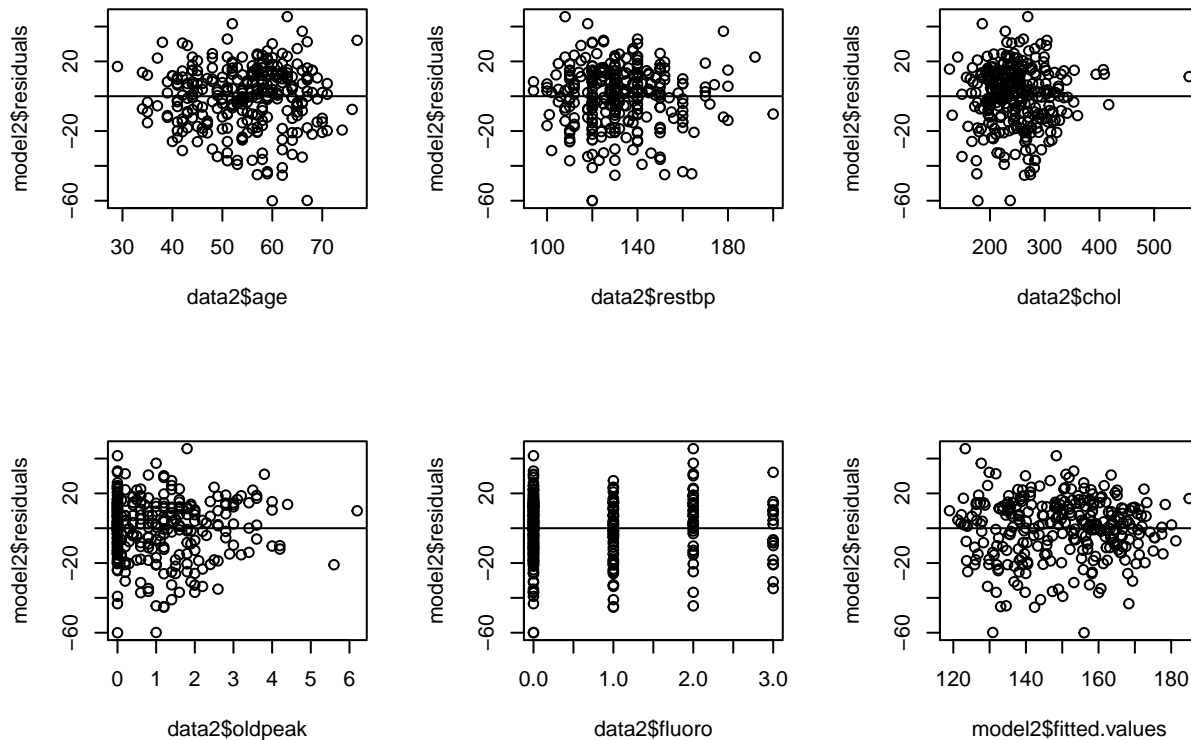 model2$residuals
20
−20
−60
30 40 50 60 70
data2$age
model2$residuals
20
−20
−60
100 140 180
data2$restbp
model2$residuals
20
−20
−60
200 300 400 500
data2$chol
model2$residuals
20
−20
−60
0 1 2 3 4 5 6
data2$oldpeak
model2$residuals
20
−20
−60
0.0 1.0 2.0 3.0
data2$fluoro
model2$residuals
20
−20
−60
120 140 160 180
model2$fitted.values